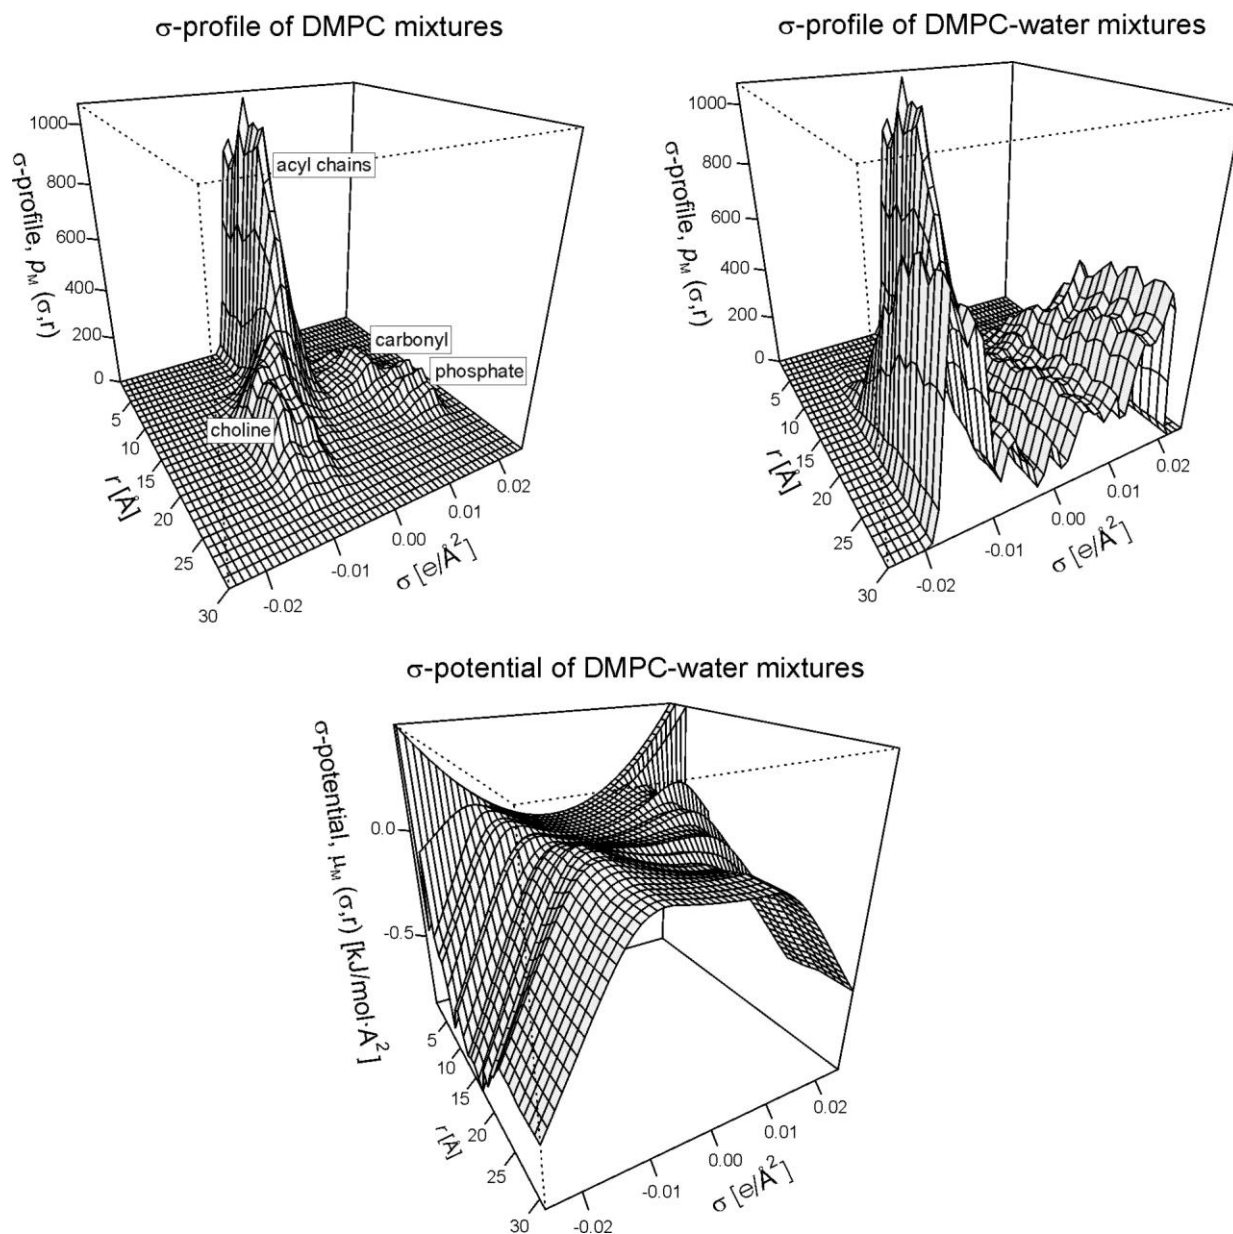 σ-profile of DMPC mixtures
σ-profile, p_M (σ,r)
1000
800
600
400
200
0
5
10
15
20
25
30
r [Å]
-0.02
-0.01
0.00
0.01
0.02
σ [e/Å²]
acyl chains
carbonyl
phosphate
choline
σ-profile of DMPC-water mixtures
σ-profile, p_M (σ,r)
1000
800
600
400
200
0
5
10
15
20
25
30
r [Å]
-0.02
-0.01
0.00
0.01
0.02
σ [e/Å²]
σ-potential of DMPC-water mixtures
σ-potential, μ_M (σ,r) [kJ/mol·A²]
0.0
-0.5
5
10
15
20
25
30
r [Å]
-0.02
-0.01
0.00
0.01
0.02
σ [e/Å²]